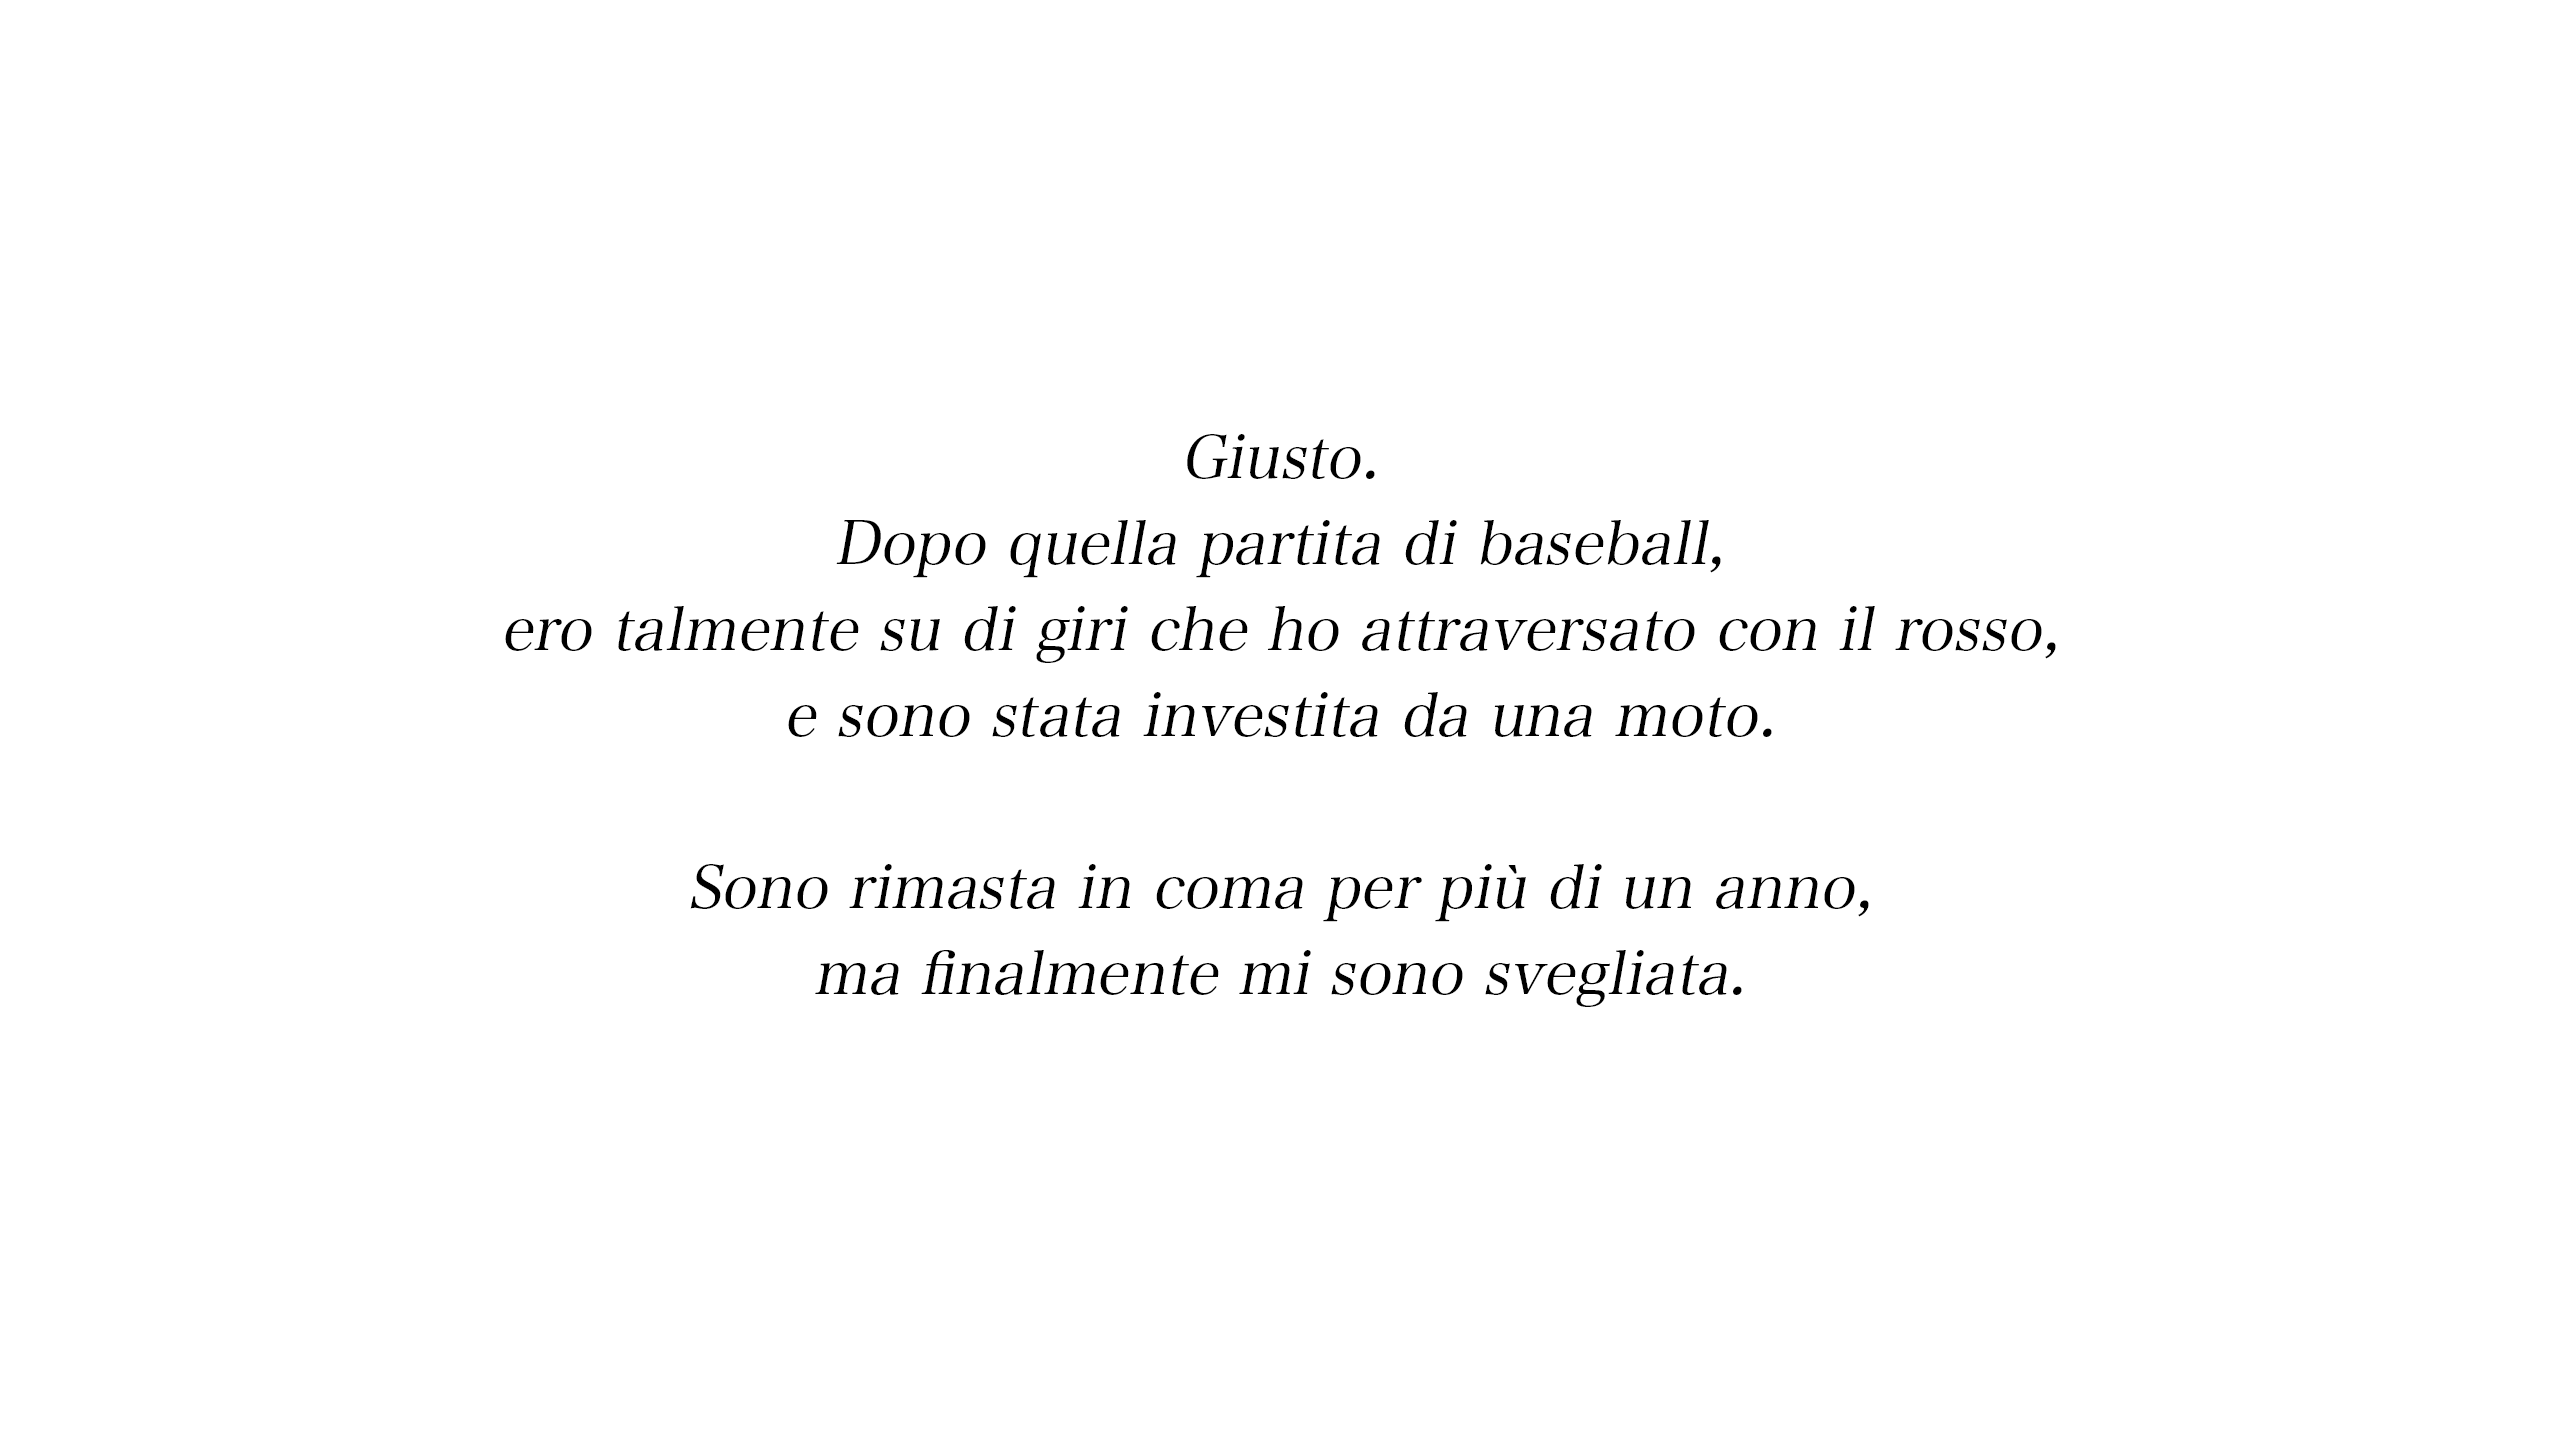 Giusto.
Dopo quella partita di baseball,
ero talmente su di giri che ho attraversato con il rosso,
e sono stata investita da una moto.
Sono rimasta in coma per più di un anno,
ma finalmente mi sono svegliata.